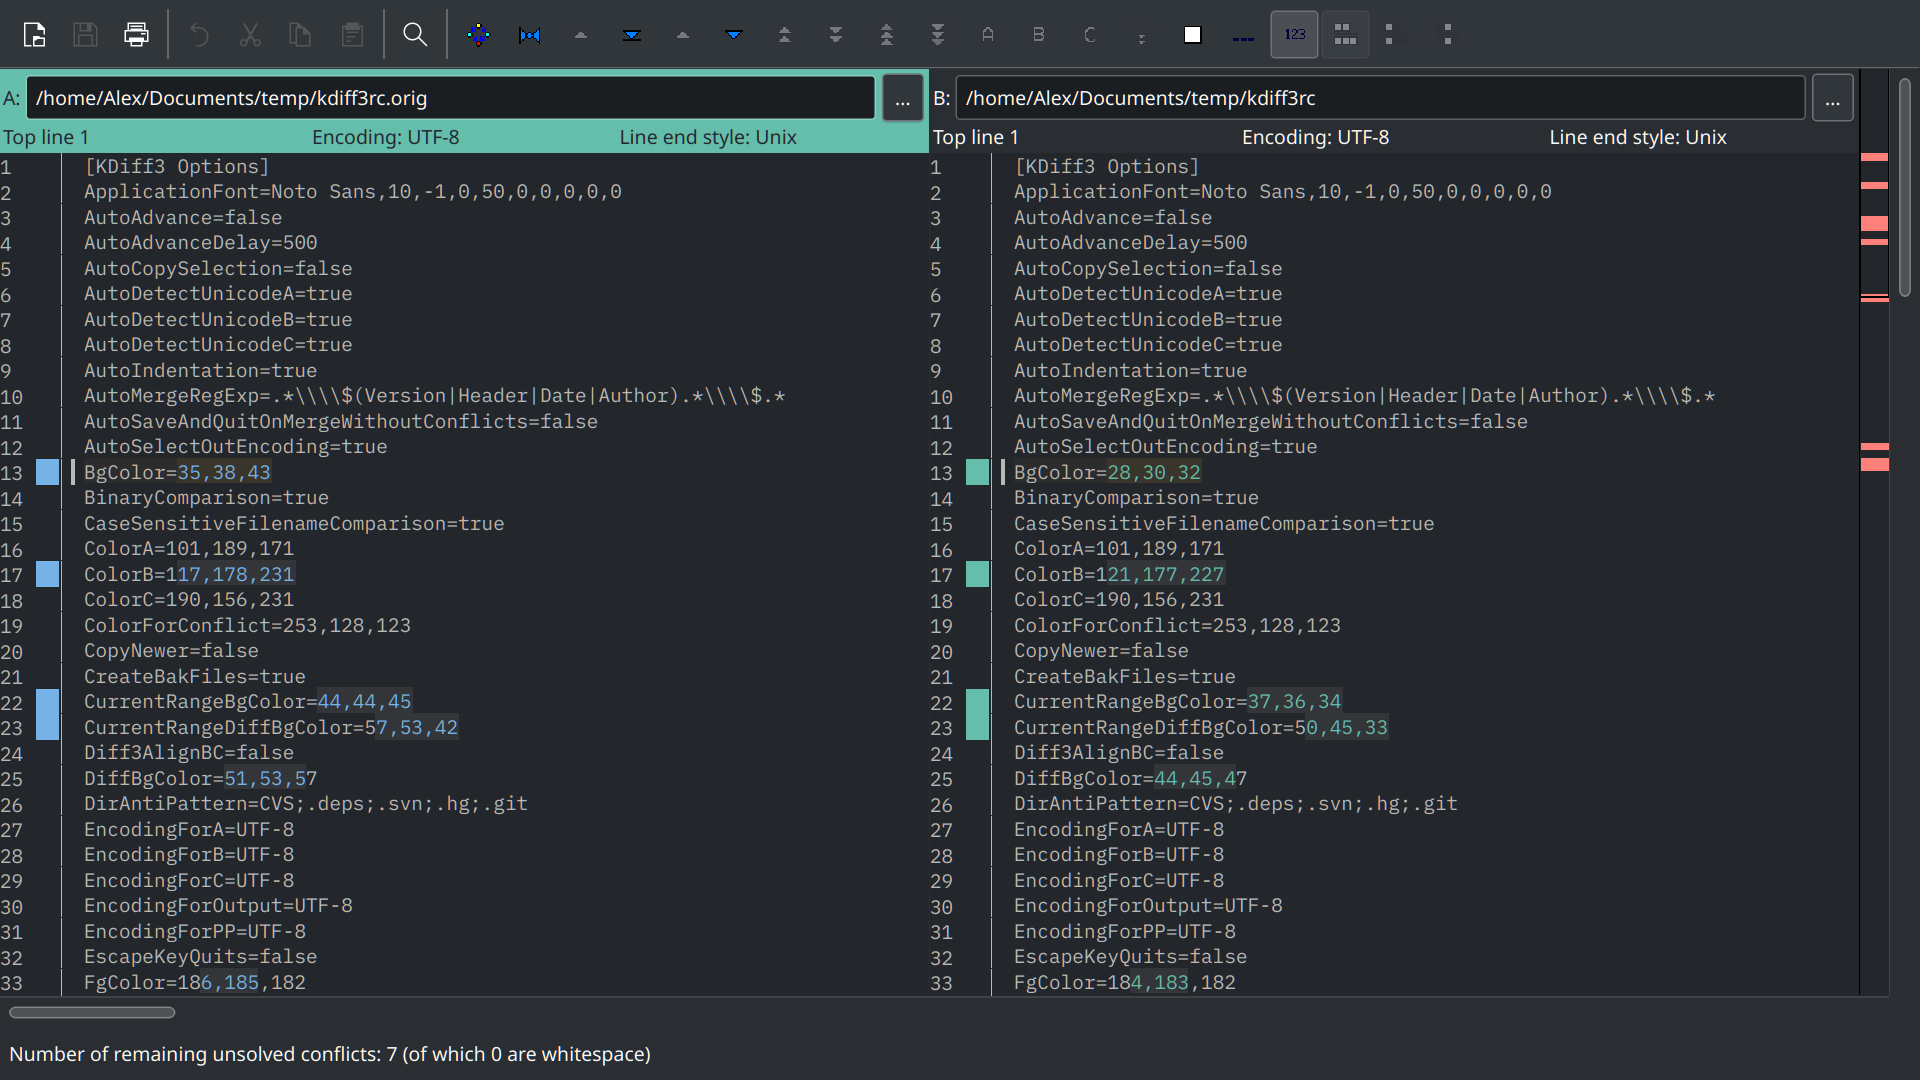 A B C 123
A: /home/Alex/Documents/temp/kdiff3rc.orig ...
Top line 1 Encoding: UTF-8 Line end style: Unix
1 [KDiff3 Options]
2 ApplicationFont=Noto Sans,10,-1,0,50,0,0,0,0,0
3 AutoAdvance=false
4 AutoAdvanceDelay=500
5 AutoCopySelection=false
6 AutoDetectUnicodeA=true
7 AutoDetectUnicodeB=true
8 AutoDetectUnicodeC=true
9 AutoIndentation=true
10 AutoMergeRegExp=.*\\\\$(Version|Header|Date|Author).*\\\\$.*
11 AutoSaveAndQuitOnMergeWithoutConflicts=false
12 AutoSelectOutEncoding=true
13 BgColor=35,38,43
14 BinaryComparison=true
15 CaseSensitiveFilenameComparison=true
16 ColorA=101,189,171
17 ColorB=117,178,231
18 ColorC=190,156,231
19 ColorForConflict=253,128,123
20 CopyNewer=false
21 CreateBakFiles=true
22 CurrentRangeBgColor=44,44,45
23 CurrentRangeDiffBgColor=57,53,42
24 Diff3AlignBC=false
25 DiffBgColor=51,53,57
26 DirAntiPattern=CVS;.deps;.svn;.hg;.git
27 EncodingForA=UTF-8
28 EncodingForB=UTF-8
29 EncodingForC=UTF-8
30 EncodingForOutput=UTF-8
31 EncodingForPP=UTF-8
32 EscapeKeyQuits=false
33 FgColor=186,185,182
B: /home/Alex/Documents/temp/kdiff3rc ...
Top line 1 Encoding: UTF-8 Line end style: Unix
1 [KDiff3 Options]
2 ApplicationFont=Noto Sans,10,-1,0,50,0,0,0,0,0
3 AutoAdvance=false
4 AutoAdvanceDelay=500
5 AutoCopySelection=false
6 AutoDetectUnicodeA=true
7 AutoDetectUnicodeB=true
8 AutoDetectUnicodeC=true
9 AutoIndentation=true
10 AutoMergeRegExp=.*\\\\$(Version|Header|Date|Author).*\\\\$.*
11 AutoSaveAndQuitOnMergeWithoutConflicts=false
12 AutoSelectOutEncoding=true
13 BgColor=28,30,32
14 BinaryComparison=true
15 CaseSensitiveFilenameComparison=true
16 ColorA=101,189,171
17 ColorB=121,177,227
18 ColorC=190,156,231
19 ColorForConflict=253,128,123
20 CopyNewer=false
21 CreateBakFiles=true
22 CurrentRangeBgColor=37,36,34
23 CurrentRangeDiffBgColor=50,45,33
24 Diff3AlignBC=false
25 DiffBgColor=44,45,47
26 DirAntiPattern=CVS;.deps;.svn;.hg;.git
27 EncodingForA=UTF-8
28 EncodingForB=UTF-8
29 EncodingForC=UTF-8
30 EncodingForOutput=UTF-8
31 EncodingForPP=UTF-8
32 EscapeKeyQuits=false
33 FgColor=184,183,182
Number of remaining unsolved conflicts: 7 (of which 0 are whitespace)